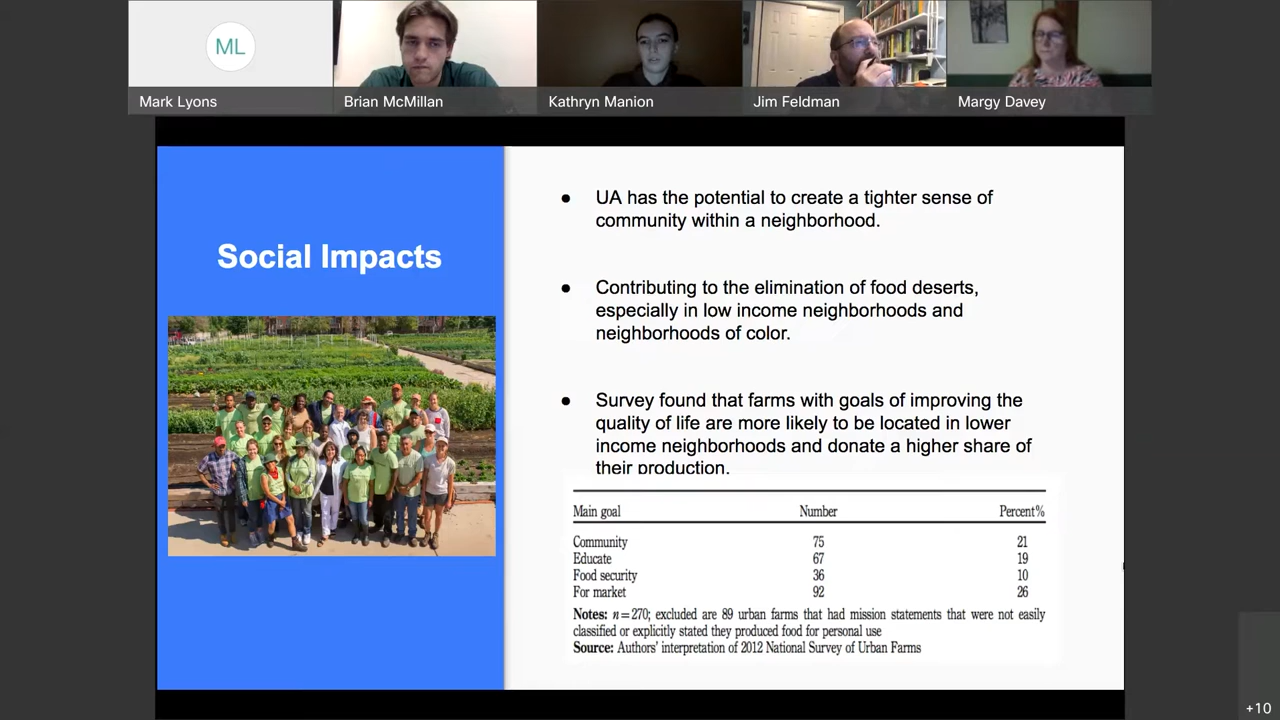 ML
Mark Lyons
Brian McMillan
Kathryn Manion
Jim Feldman
Margy Davey
Social Impacts
● UA has the potential to create a tighter sense of
community within a neighborhood.
● Contributing to the elimination of food deserts,
especially in low income neighborhoods and
neighborhoods of color.
● Survey found that farms with goals of improving the
quality of life are more likely to be located in lower
income neighborhoods and donate a higher share of
their production.
Main goal Number Percent%
Community 75 21
Educate 67 19
Food security 36 10
For market 92 26
Notes: n=270; excluded are 89 urban farms that had mission statements that were not easily
classified or explicitly stated they produced food for personal use
Source: Authors' interpretation of 2012 National Survey of Urban Farms
+10